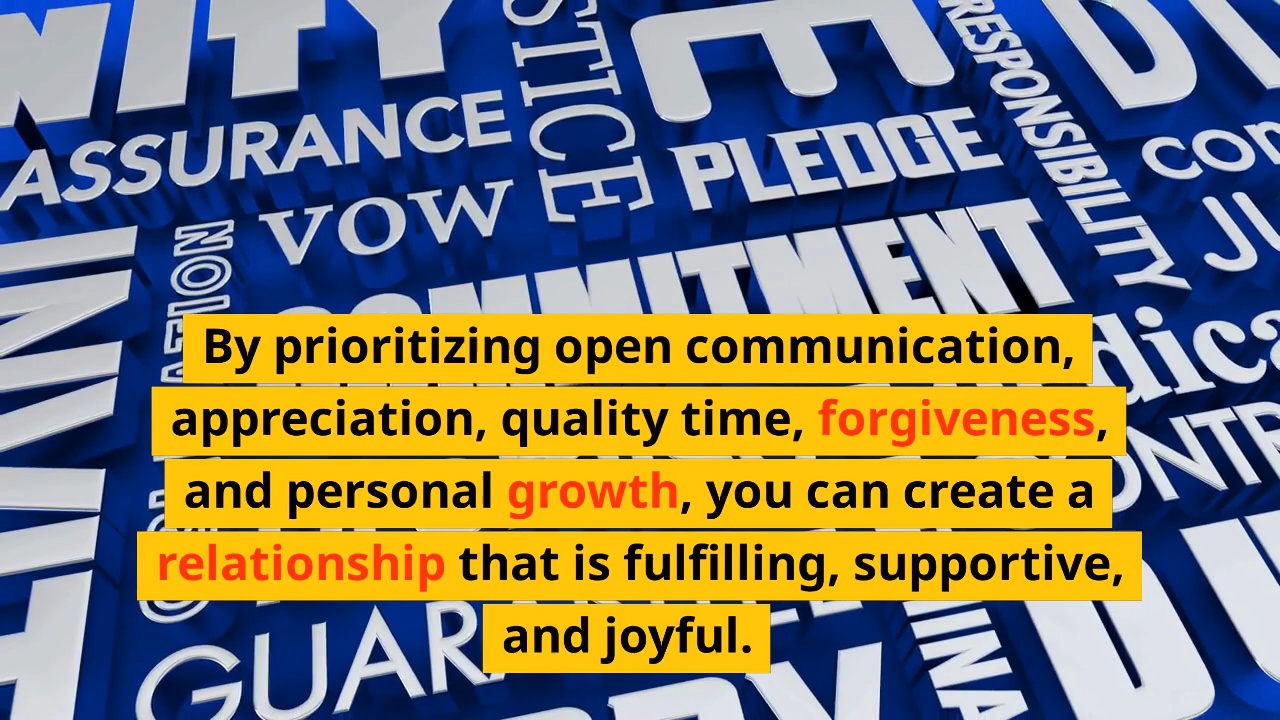 ASSURANCE
VOW
PLEDGE
RESPONSIBILITY
COMMITMENT
By prioritizing open communication,
appreciation, quality time, forgiveness,
and personal growth, you can create a
relationship that is fulfilling, supportive,
and joyful.